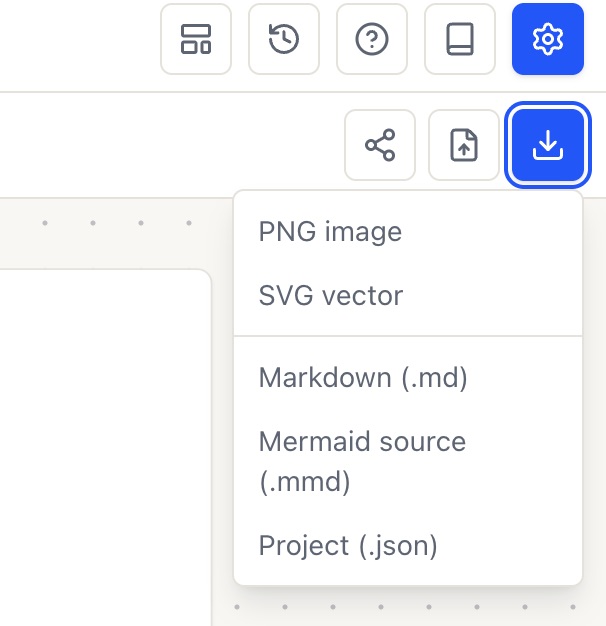 PNG image
SVG vector
Markdown (.md)
Mermaid source
(.mmd)
Project (.json)